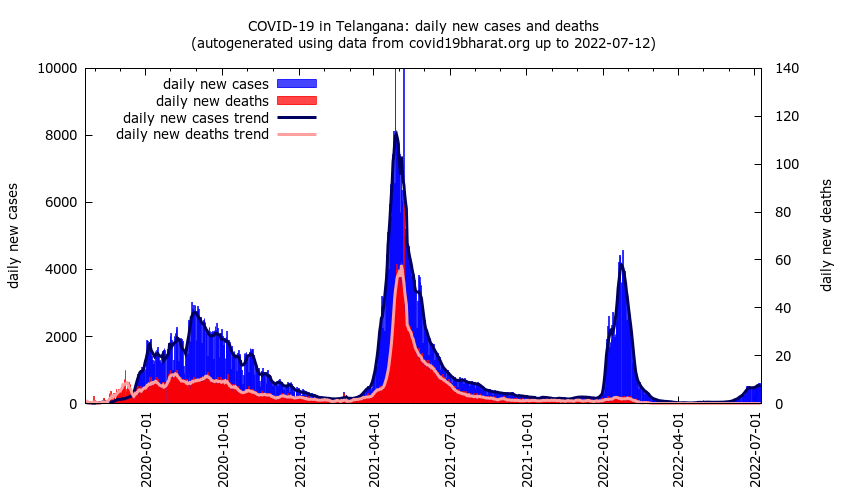 COVID-19 in Telangana: daily new cases and deaths
(autogenerated using data from covid19bharat.org up to 2022-07-12)
daily new cases
daily new deaths
daily new cases trend
daily new deaths trend
10000
8000
6000
4000
2000
0
daily new cases
140
120
100
80
60
40
20
0
daily new deaths
2020-07-01
2020-10-01
2021-01-01
2021-04-01
2021-07-01
2021-10-01
2022-01-01
2022-04-01
2022-07-01